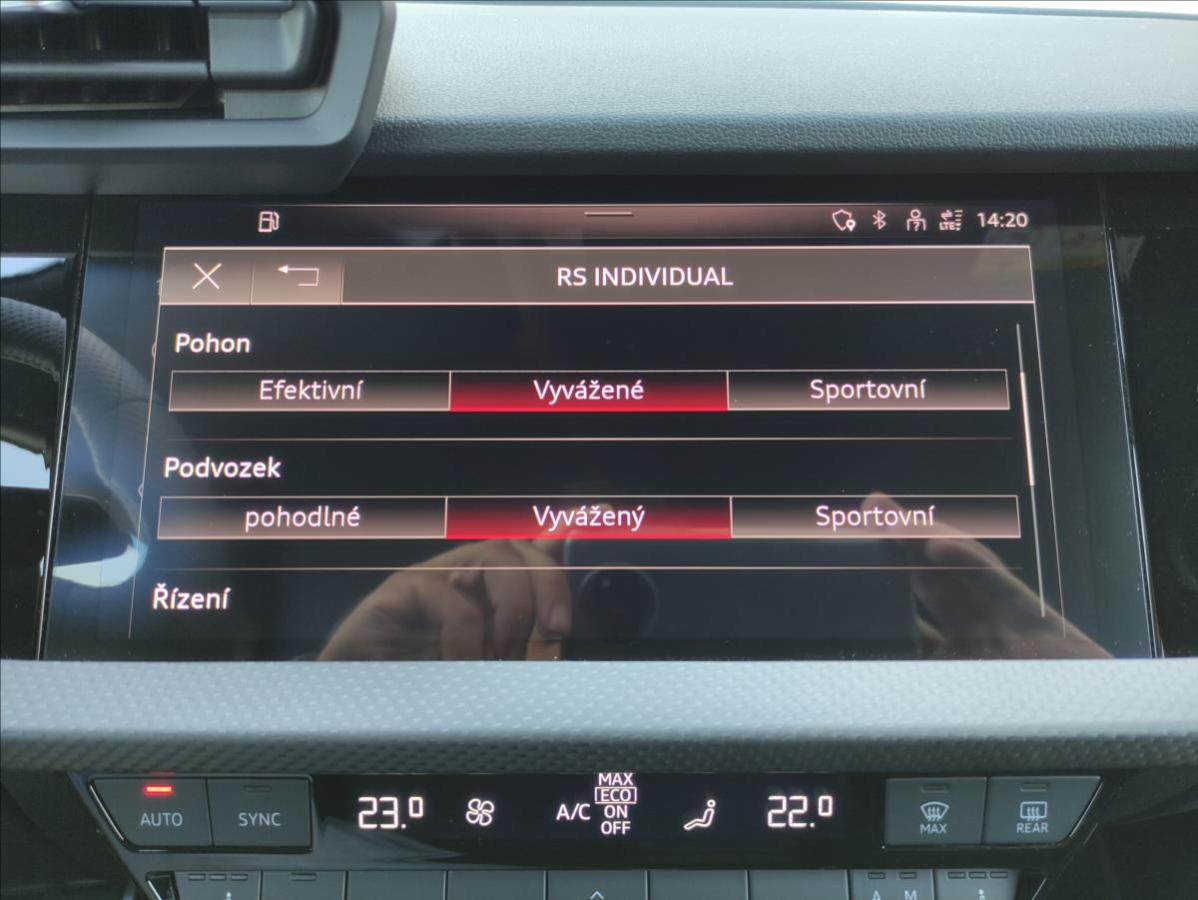 LTE 14:20
RS INDIVIDUAL
Pohon
Efektivní Vyvážené Sportovní
Podvozek
pohodlné Vyvážený Sportovní
Řízení
AUTO SYNC 23.0 A/C MAX
ECO
ON
OFF
22.0 MAX REAR
A M